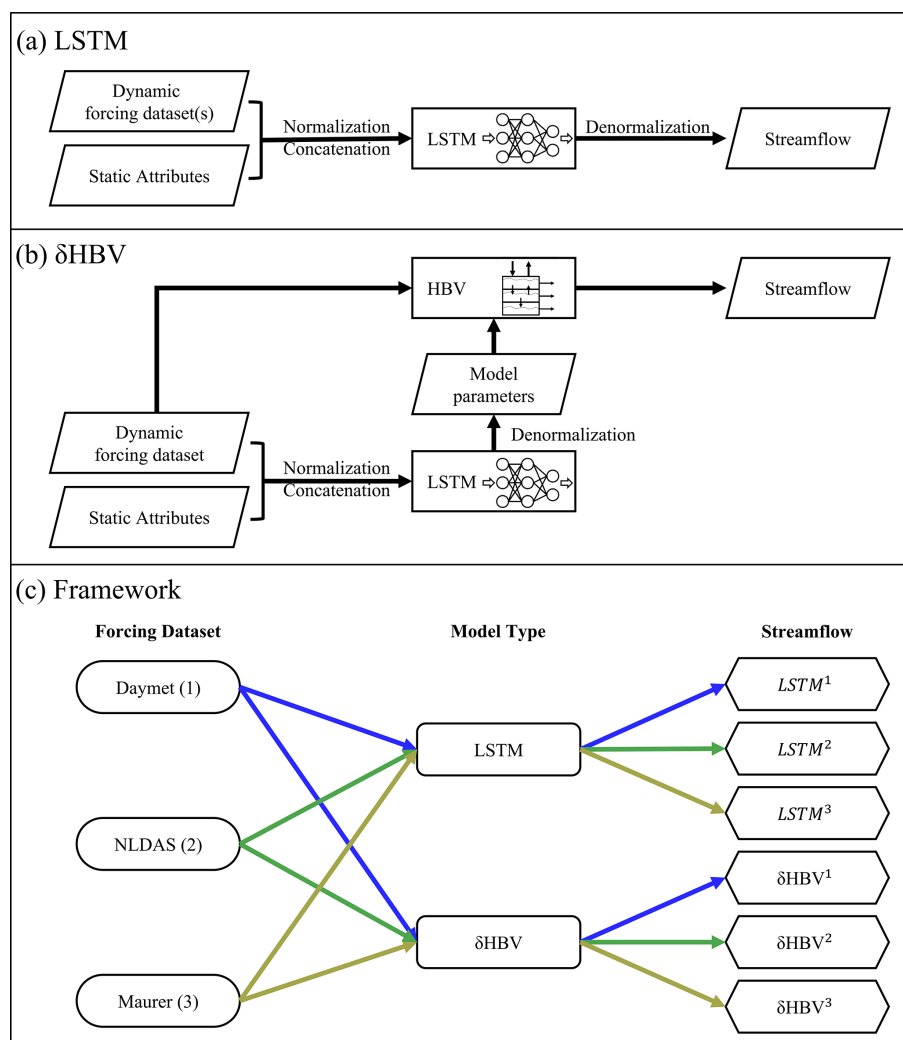 (a) LSTM
Dynamic
forcing dataset(s)
Static Attributes
Normalization
Concatenation
LSTM
Denormalization
Streamflow
(b) δHBV
HBV
Streamflow
Model
parameters
Denormalization
Dynamic
forcing dataset
Static Attributes
Normalization
Concatenation
LSTM
(c) Framework
Forcing Dataset
Model Type
Streamflow
Daymet (1)
NLDAS (2)
Maurer (3)
LSTM
δHBV
LSTM¹
LSTM²
LSTM³
δHBV¹
δHBV²
δHBV³